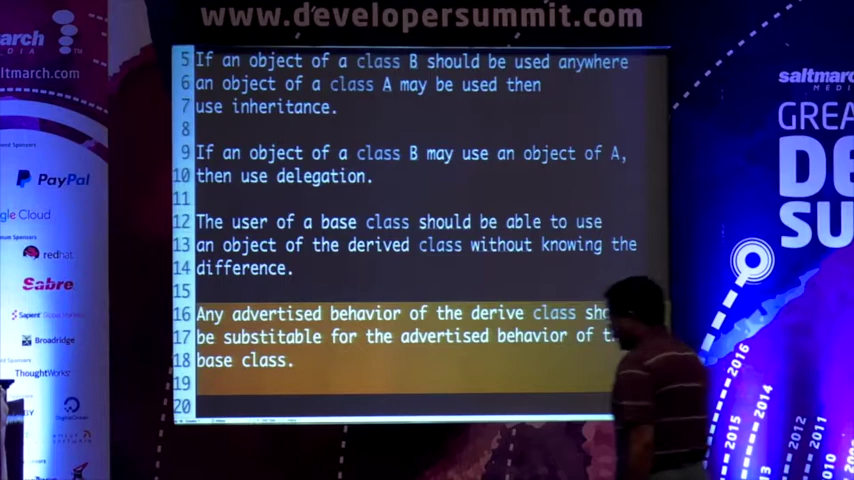 www.developersummit.com
5 If an object of a class B should be used anywhere
6 an object of a class A may be used then
7 use inheritance.
8
9 If an object of a class B may use an object of A,
10 then use delegation.
11
12 The user of a base class should be able to use
13 an object of the derived class without knowing the
14 difference.
15
16 Any advertised behavior of the derive class
17 be substitable for the advertised behavior of
18 base class.
19
20
saltmarch.com
PayPal
Cloud
redhat
Sabre
Sapient
Broadridge
ThoughtWorks
DigitalOcean
saltmarch
MEDIA
GREA
DE
SU
2016
2015
2014
2012